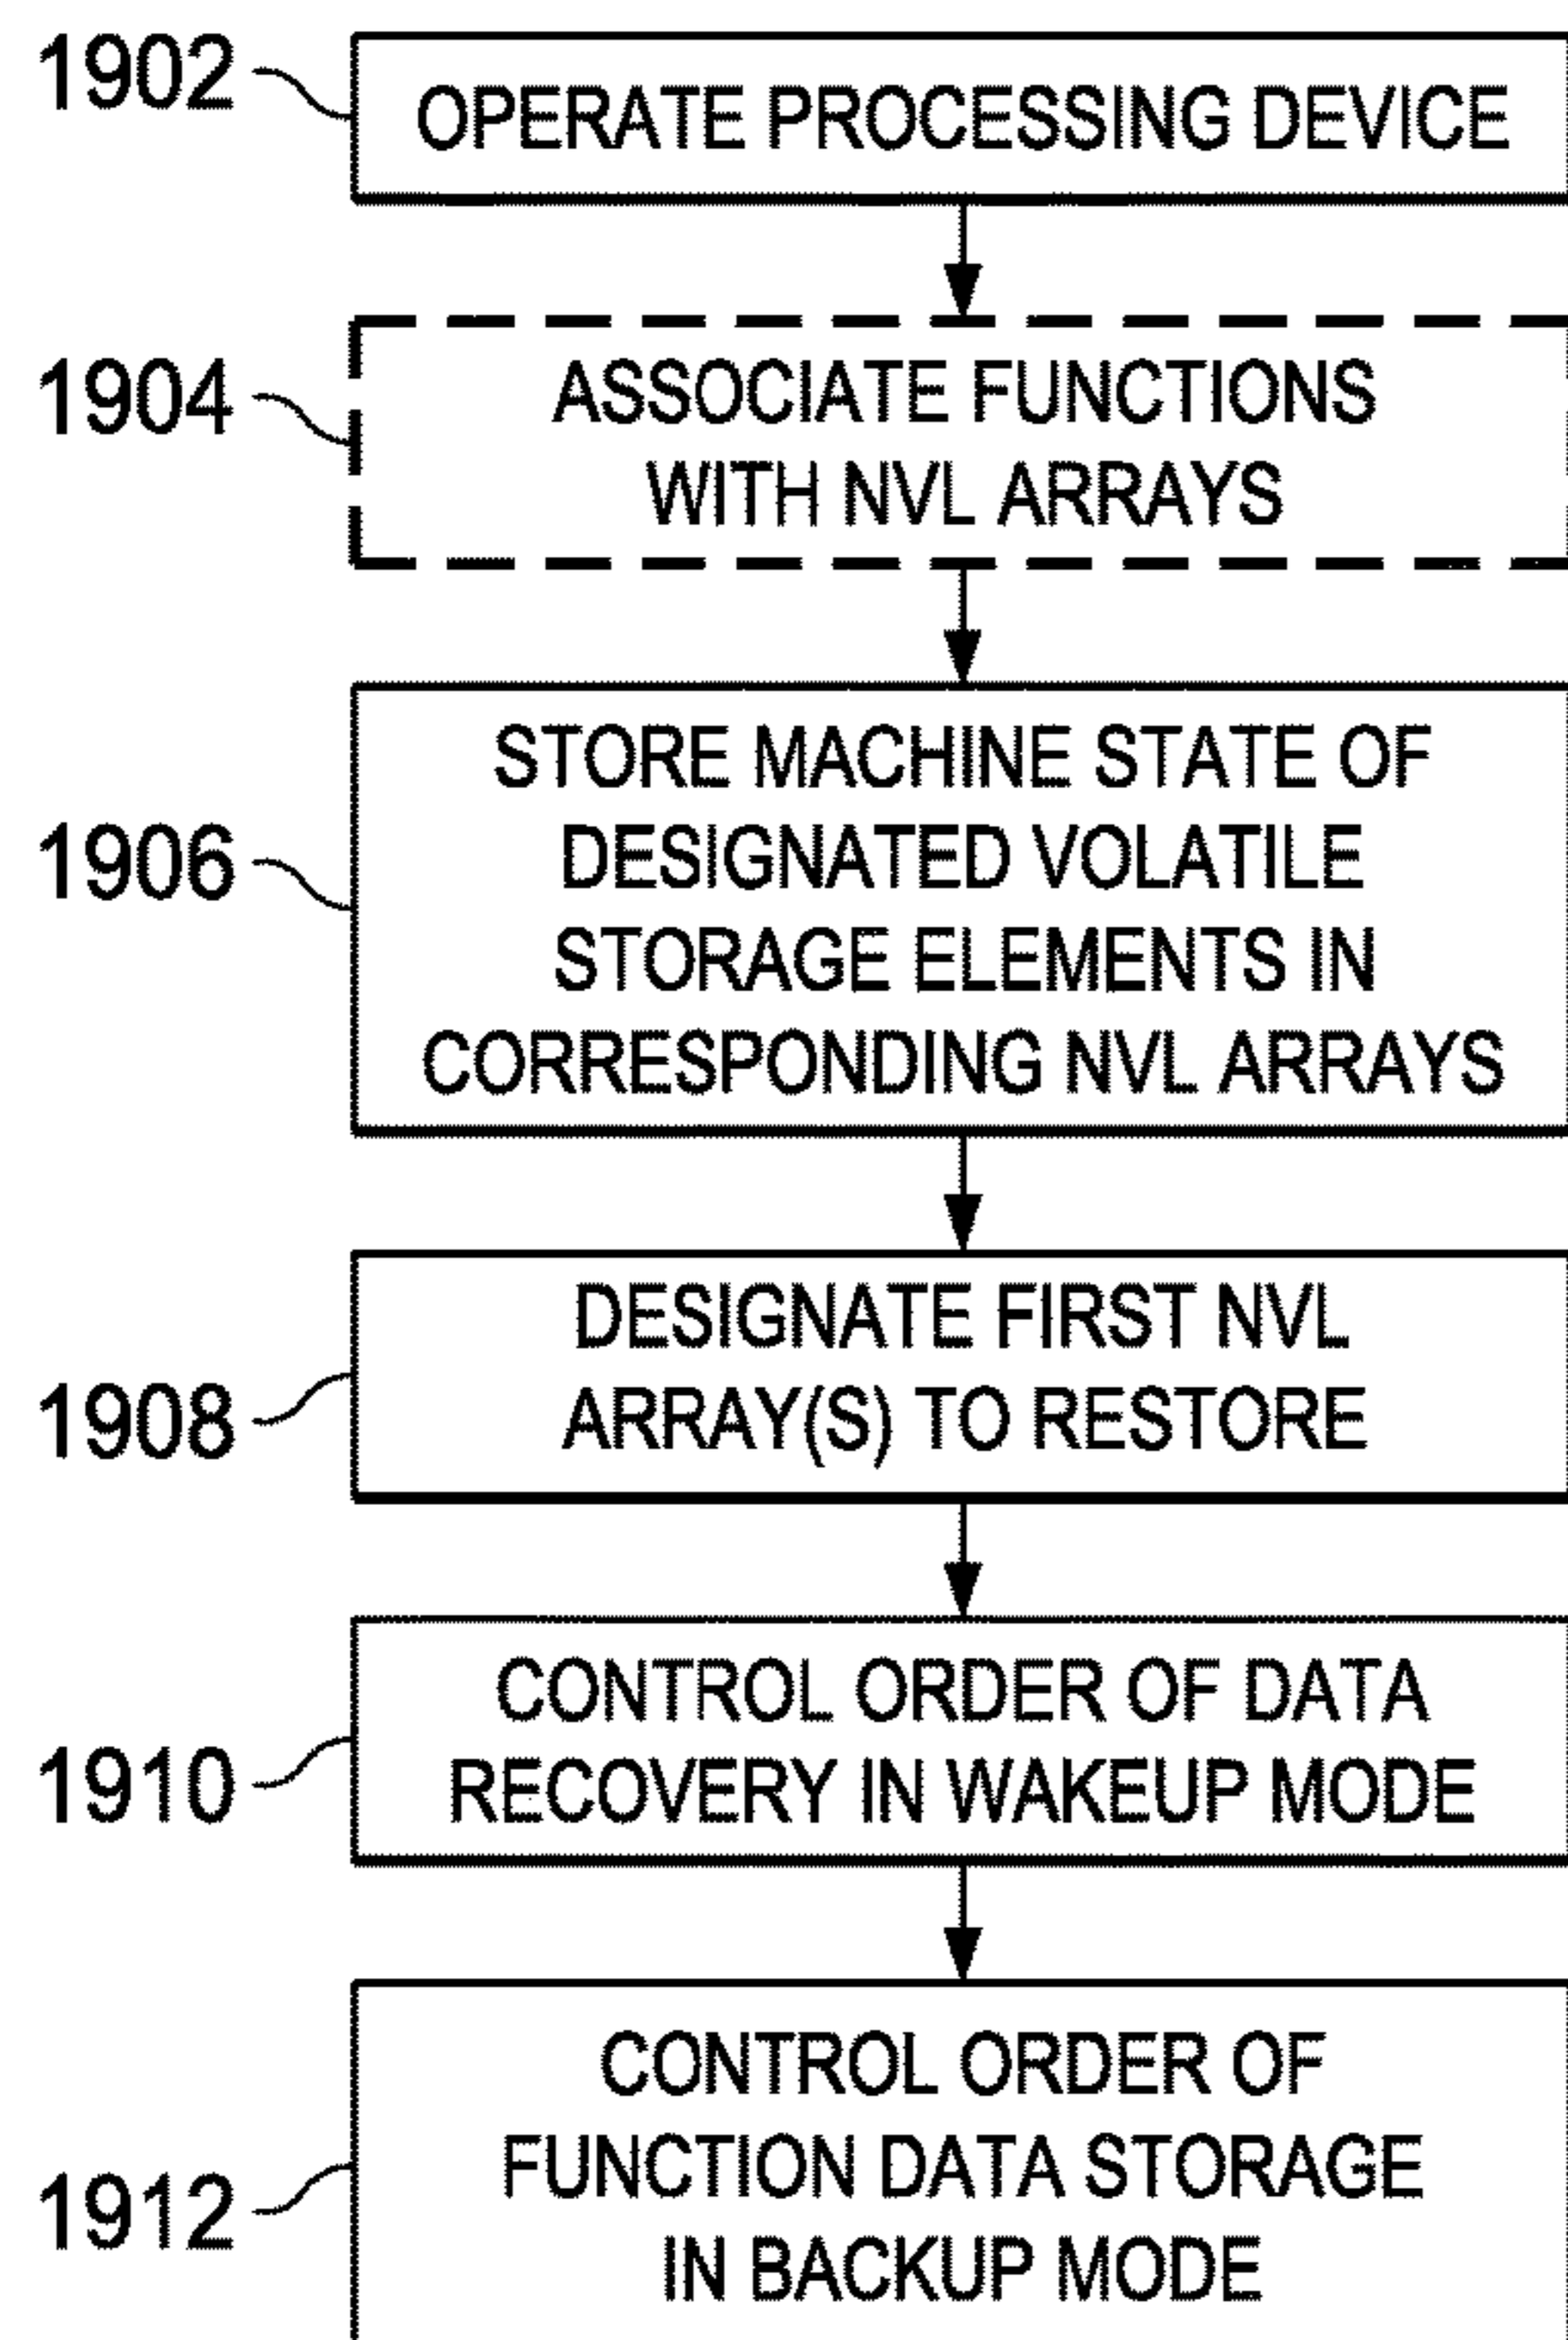 1902
OPERATE PROCESSING DEVICE
1904
ASSOCIATE FUNCTIONS
WITH NVL ARRAYS
1906
STORE MACHINE STATE OF
DESIGNATED VOLATILE
STORAGE ELEMENTS IN
CORRESPONDING NVL ARRAYS
1908
DESIGNATE FIRST NVL
ARRAY(S) TO RESTORE
1910
CONTROL ORDER OF DATA
RECOVERY IN WAKEUP MODE
1912
CONTROL ORDER OF
FUNCTION DATA STORAGE
IN BACKUP MODE